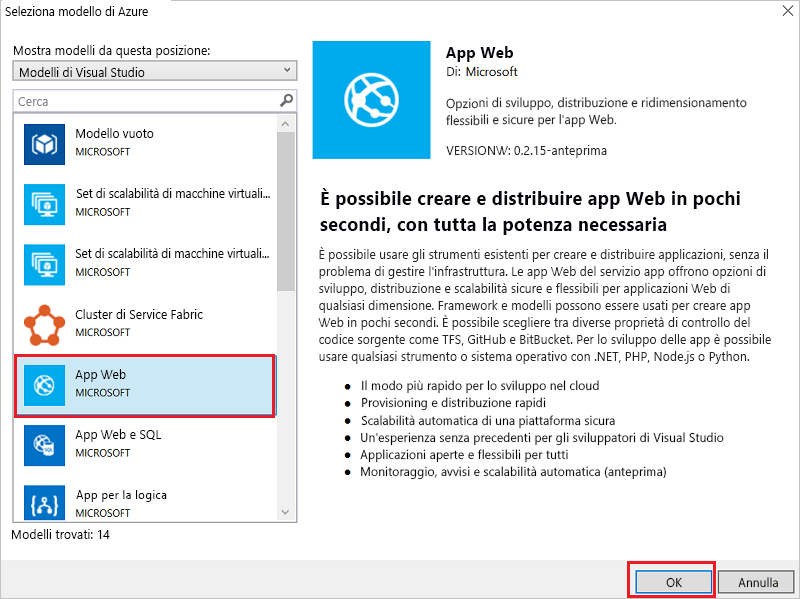 Seleziona modello di Azure
Mostra modelli da questa posizione:
Modelli di Visual Studio
Cerca
Modello vuoto
MICROSOFT
Set di scalabilità di macchine virtuali...
MICROSOFT
Set di scalabilità di macchine virtuali...
MICROSOFT
Cluster di Service Fabric
MICROSOFT
App Web
MICROSOFT
App Web e SQL
MICROSOFT
App per la logica
MICROSOFT
Modelli trovati: 14
App Web
Di: Microsoft
Opzioni di sviluppo, distribuzione e ridimensionamento
flessibili e sicure per l'app Web.
VERSIONW: 0.2.15-anteprima
È possibile creare e distribuire app Web in pochi
secondi, con tutta la potenza necessaria
È possibile usare gli strumenti esistenti per creare e distribuire applicazioni, senza il
problema di gestire l'infrastruttura. Le app Web del servizio app offrono opzioni di
sviluppo, distribuzione e scalabilità sicure e flessibili per applicazioni Web di
qualsiasi dimensione. Framework e modelli possono essere usati per creare app
Web in pochi secondi. È possibile scegliere tra diverse proprietà di controllo del
codice sorgente come TFS, GitHub e BitBucket. Per lo sviluppo delle app è possibile
usare qualsiasi strumento o sistema operativo con .NET, PHP, Node.js o Python.
● Il modo più rapido per lo sviluppo nel cloud
● Provisioning e distribuzione rapidi
● Scalabilità automatica di una piattaforma sicura
● Un'esperienza senza precedenti per gli sviluppatori di Visual Studio
● Applicazioni aperte e flessibili per tutti
● Monitoraggio, avvisi e scalabilità automatica (anteprima)
OK
Annulla